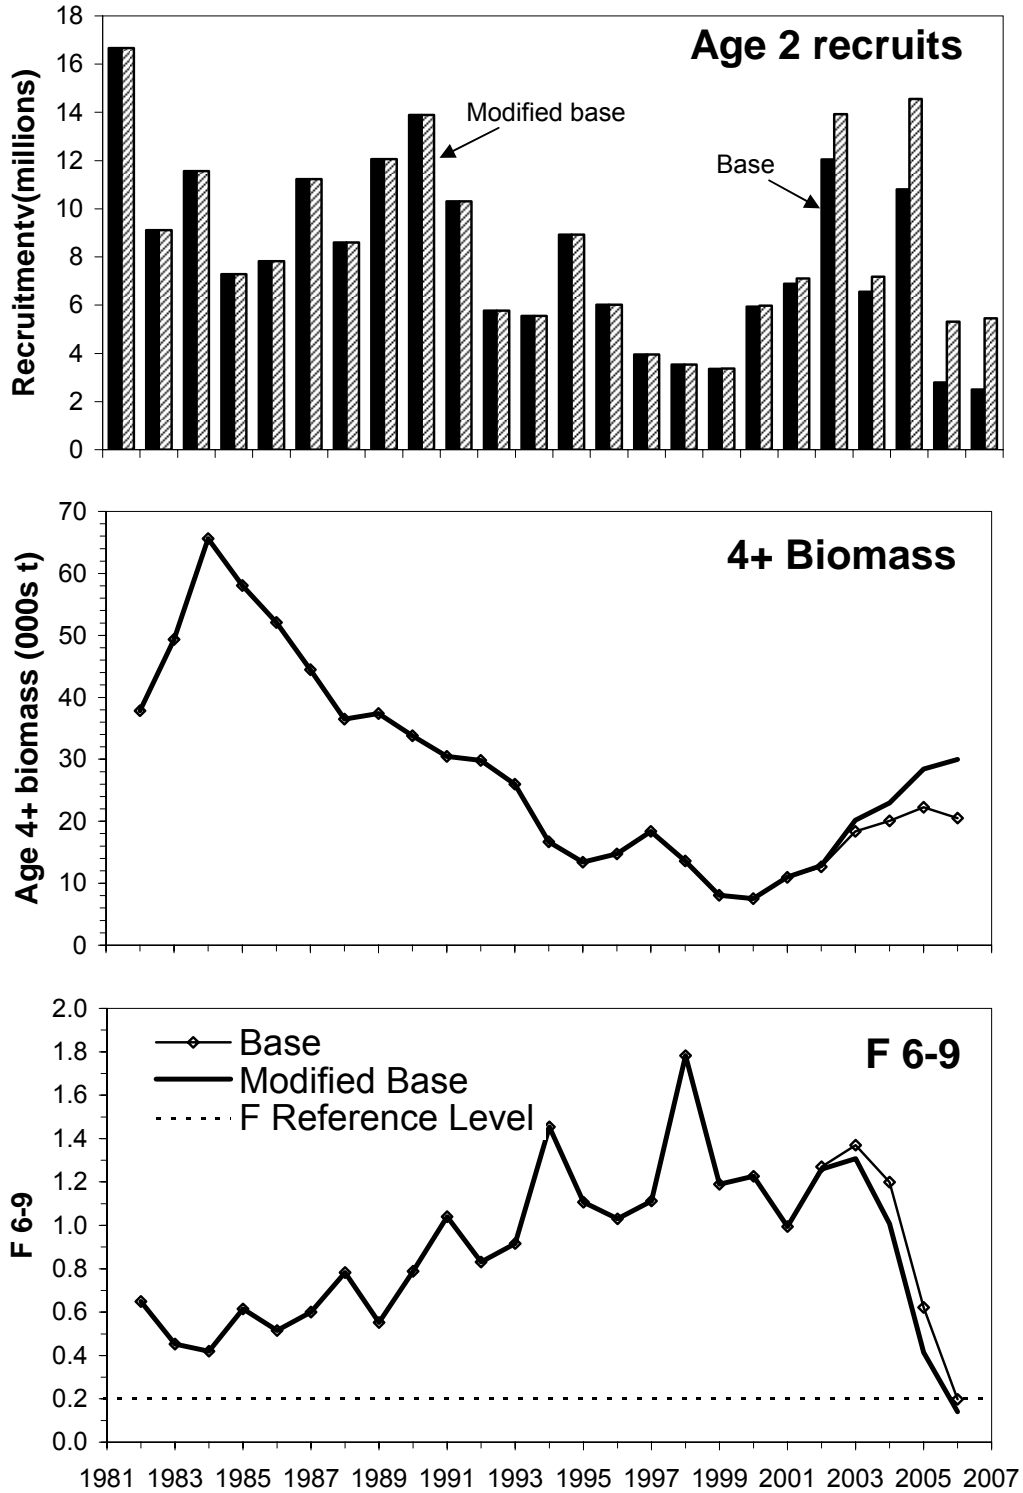 Age 2 recruits
Recruitmentv(millions)
18
16
14
12
10
8
6
4
2
0
Modified base
Base
4+ Biomass
Age 4+ biomass (000s t)
70
60
50
40
30
20
10
0
F 6-9
F 6-9
2.0
1.8
1.6
1.4
1.2
1.0
0.8
0.6
0.4
0.2
0.0
Base
Modified Base
F Reference Level
1981 1983 1985 1987 1989 1991 1993 1995 1997 1999 2001 2003 2005 2007